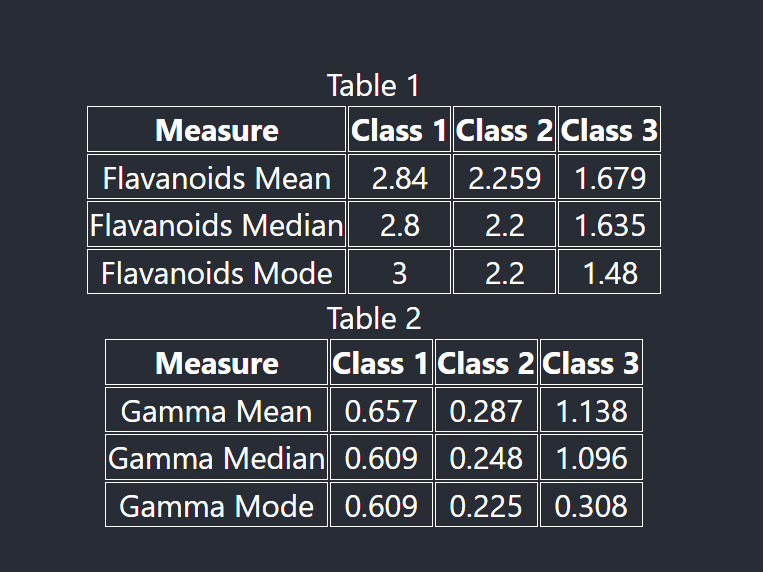 Table 1
Measure Class 1 Class 2 Class 3
Flavanoids Mean 2.84 2.259 1.679
Flavanoids Median 2.8 2.2 1.635
Flavanoids Mode 3 2.2 1.48
Table 2
Measure Class 1 Class 2 Class 3
Gamma Mean 0.657 0.287 1.138
Gamma Median 0.609 0.248 1.096
Gamma Mode 0.609 0.225 0.308